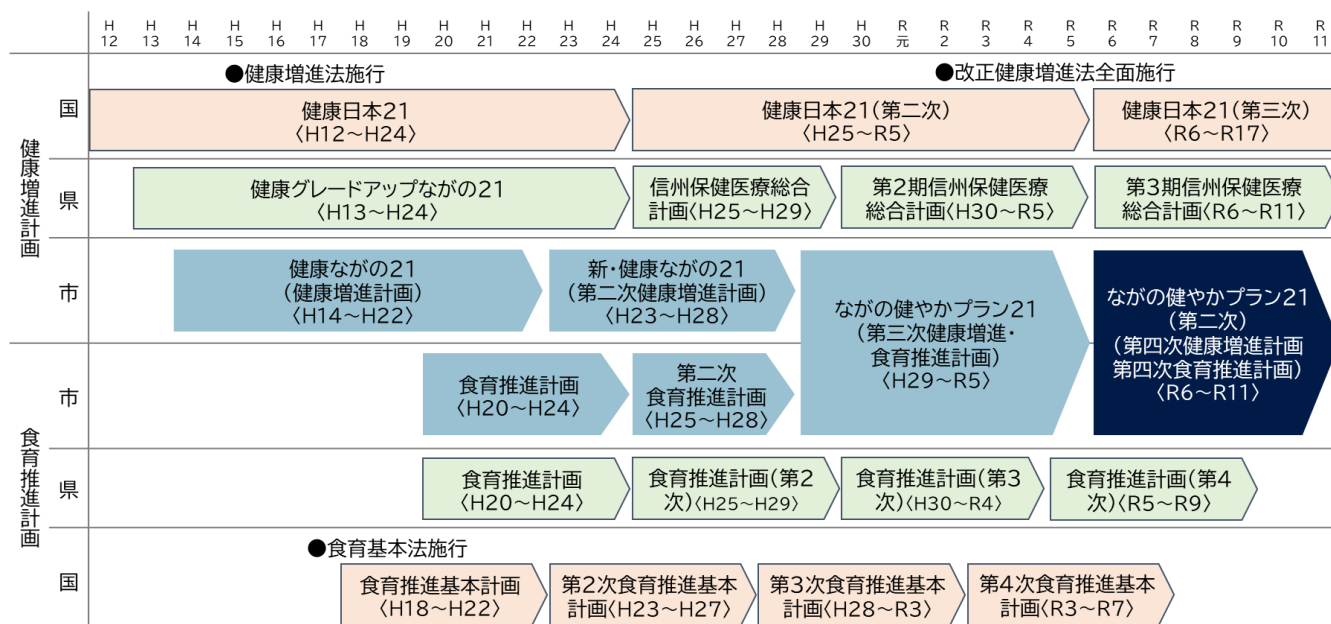 H 12
H 13
H 14
H 15
H 16
H 17
H 18
H 19
H 20
H 21
H 22
H 23
H 24
H 25
H 26
H 27
H 28
H 29
H 30
R 元
R 2
R 3
R 4
R 5
R 6
R 7
R 8
R 9
R 10
R 11
健康増進計画
国
●健康増進法施行
●改正健康増進法全面施行
健康日本21
〈H12～H24〉
健康日本21(第二次)
〈H25～R5〉
健康日本21(第三次)
〈R6～R17〉
県
健康グレードアップながの21
〈H13～H24〉
信州保健医療総合
計画〈H25～H29〉
第2期信州保健医療
総合計画〈H30～R5〉
第3期信州保健医療
総合計画〈R6～R11〉
市
健康ながの21
(健康増進計画)
〈H14～H22〉
新・健康ながの21
(第二次健康増進計画)
〈H23～H28〉
ながの健やかプラン21
(第三次健康増進・
食育推進計画)
〈H29～R5〉
ながの健やかプラン21
(第二次)
(第四次健康増進計画
第四次食育推進計画)
〈R6～R11〉
食育推進計画
市
食育推進計画
〈H20～H24〉
第二次
食育推進計画
〈H25～H28〉
県
食育推進計画
〈H20～H24〉
食育推進計画(第2
次)〈H25～H29〉
食育推進計画(第3
次)〈H30～R4〉
食育推進計画(第4
次)〈R5～R9〉
国
●食育基本法施行
食育推進基本計画
〈H18～H22〉
第2次食育推進基本
計画〈H23～H27〉
第3次食育推進基本
計画〈H28～R3〉
第4次食育推進基本
計画〈R3～R7〉